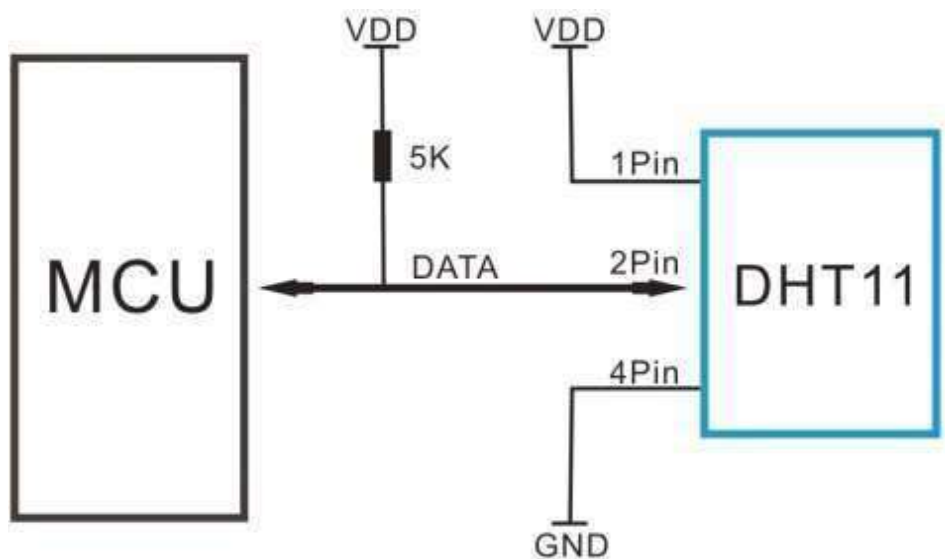 VDD
VDD
5K
1Pin
MCU
DATA
2Pin
DHT11
4Pin
GND